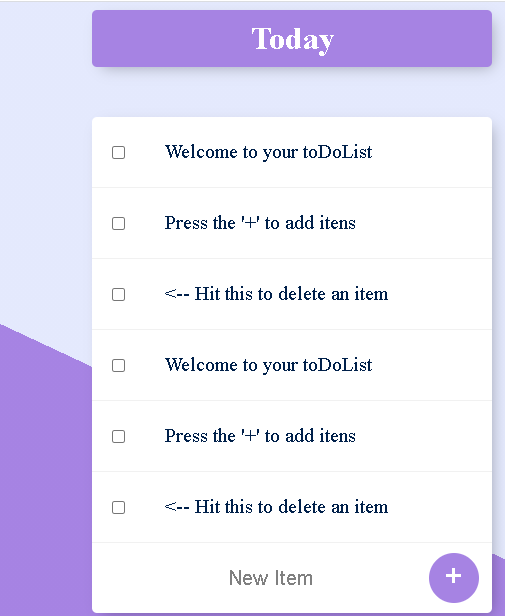 Today
Welcome to your toDoList
Press the '+' to add itens
<-- Hit this to delete an item
Welcome to your toDoList
Press the '+' to add itens
<-- Hit this to delete an item
New Item +